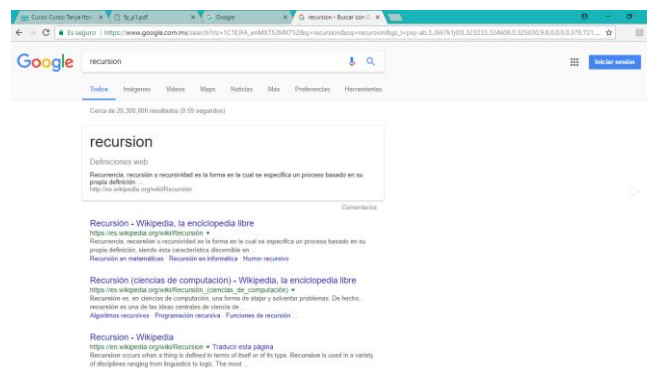 Curso: Curso: Tanya
fp_p1.pdf
Google
recursion - Buscar con
Es seguro
https://www.google.com.mx/search?
Google
recursion
Iniciar sesión
Todos Imágenes Videos Maps Noticias Más Preferencias Herramientas
Cerca de 20,300,000 resultados (0.55 segundos)
recursion
Definiciones web
Recurrencia, recursión o recursividad es la forma en la cual se especifica un proceso basado en su
propia definición. ...
http://es.wikipedia.org/wiki/Recursión
Comentarios
Recursión - Wikipedia, la enciclopedia libre
https://es.wikipedia.org/wiki/Recursión
Recurrencia, recursión o recursividad es la forma en la cual se especifica un proceso basado en su
propia definición, siendo ésta característica discernible en ...
Recursión en matemáticas · Recursión en informática · Humor recursivo
Recursión (ciencias de computación) - Wikipedia, la enciclopedia libre
https://es.wikipedia.org/wiki/Recursión_(ciencias_de_computación)
Recursión es, en ciencias de computación, una forma de atajar y solventar problemas. De hecho,
recursión es una de las ideas centrales de ciencia de ...
Algoritmos recursivos · Programación recursiva · Funciones de recursión ...
Recursion - Wikipedia
https://en.wikipedia.org/wiki/Recursion Traducir esta página
Recursion occurs when a thing is defined in terms of itself or of its type. Recursion is used in a variety
of disciplines ranging from linguistics to logic. The most ...